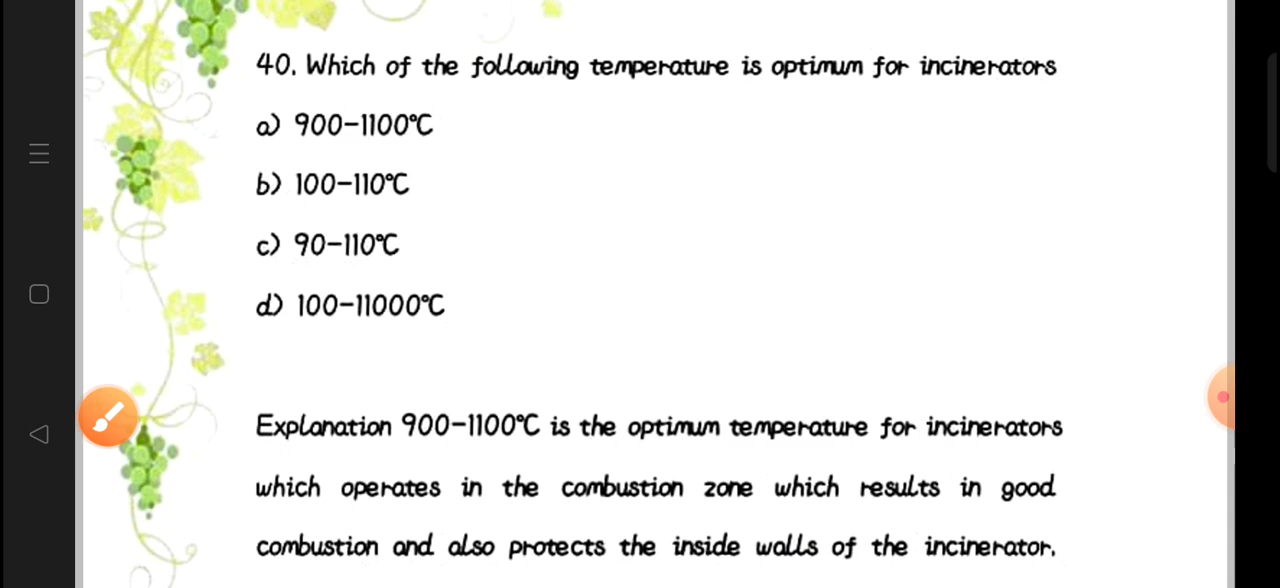 40. Which of the following temperature is optimum for incinerators
a) 900-1100°C
b) 100-110°C
c) 90-110°C
d) 100-11000°C
Explanation 900-1100°C is the optimum temperature for incinerators
which operates in the combustion zone which results in good
combustion and also protects the inside walls of the incinerator.